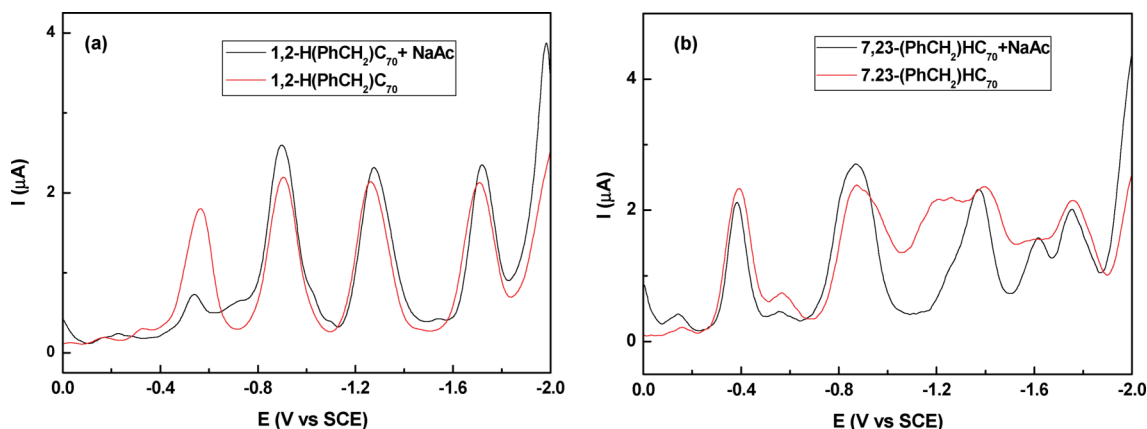 (a)
1,2-H(PhCH₂)C₇₀+ NaAc
1,2-H(PhCH₂)C₇₀
I (μA)
4
2
0
0.0 -0.4 -0.8 -1.2 -1.6 -2.0
E (V vs SCE)
(b)
7,23-(PhCH₂)HC₇₀+NaAc
7.23-(PhCH₂)HC₇₀
I (μA)
4
2
0
0.0 -0.4 -0.8 -1.2 -1.6 -2.0
E (V vs SCE)